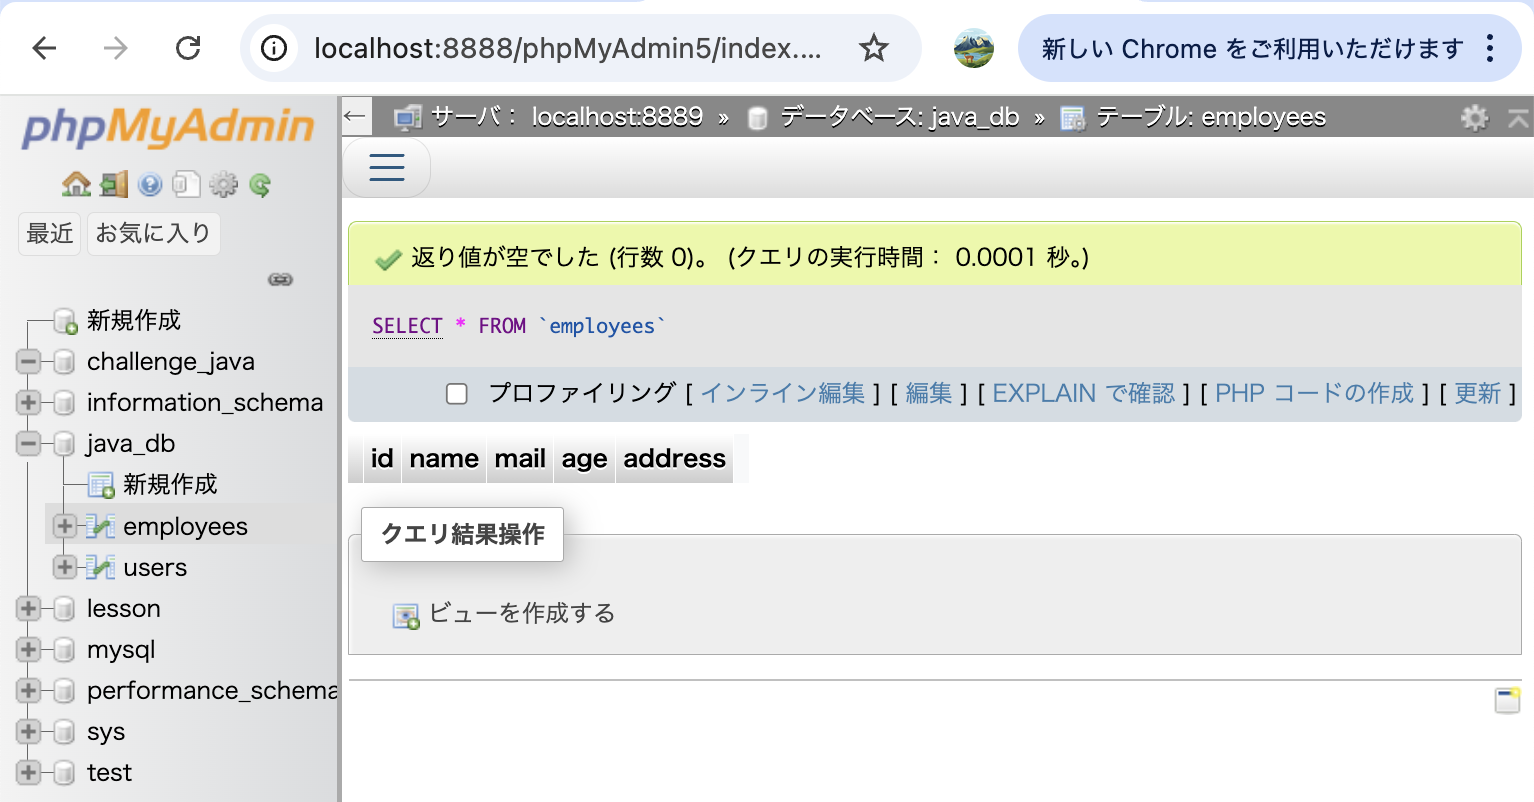 localhost:8888/phpMyAdmin5/index....
新しい Chrome をご利用いただけます
phpMyAdmin
最近 お気に入り
新規作成
challenge_java
information_schema
java_db
新規作成
employees
users
lesson
mysql
performance_schema
sys
test
サーバ： localhost:8889 » データベース: java_db » テーブル: employees
返り値が空でした (行数 0)。 (クエリの実行時間： 0.0001 秒。)
SELECT * FROM `employees`
プロファイリング [ インライン編集 ] [ 編集 ] [ EXPLAIN で確認 ] [ PHP コードの作成 ] [ 更新 ]
id name mail age address
クエリ結果操作
ビューを作成する